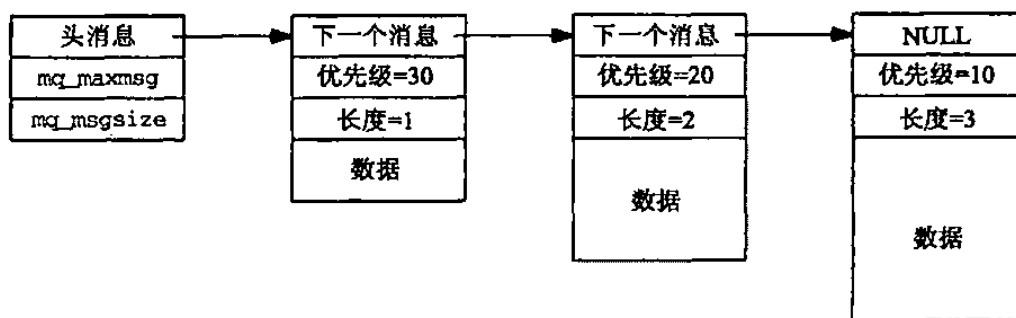 头消息
mq_maxmsg
mq_msgsize
下一个消息
优先级=30
长度=1
数据
下一个消息
优先级=20
长度=2
数据
NULL
优先级=10
长度=3
数据